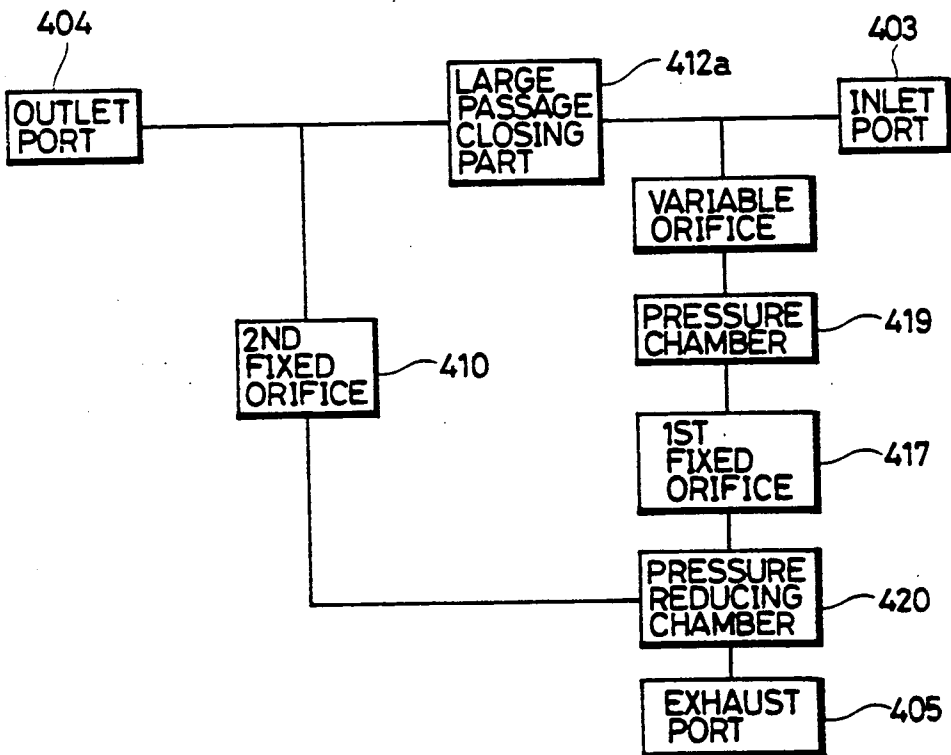 404
OUTLET
PORT
LARGE
PASSAGE
CLOSING
PART
412a
403
INLET
PORT
VARIABLE
ORIFICE
PRESSURE
CHAMBER
419
2ND
FIXED
ORIFICE
410
1ST
FIXED
ORIFICE
417
PRESSURE
REDUCING
CHAMBER
420
EXHAUST
PORT
405